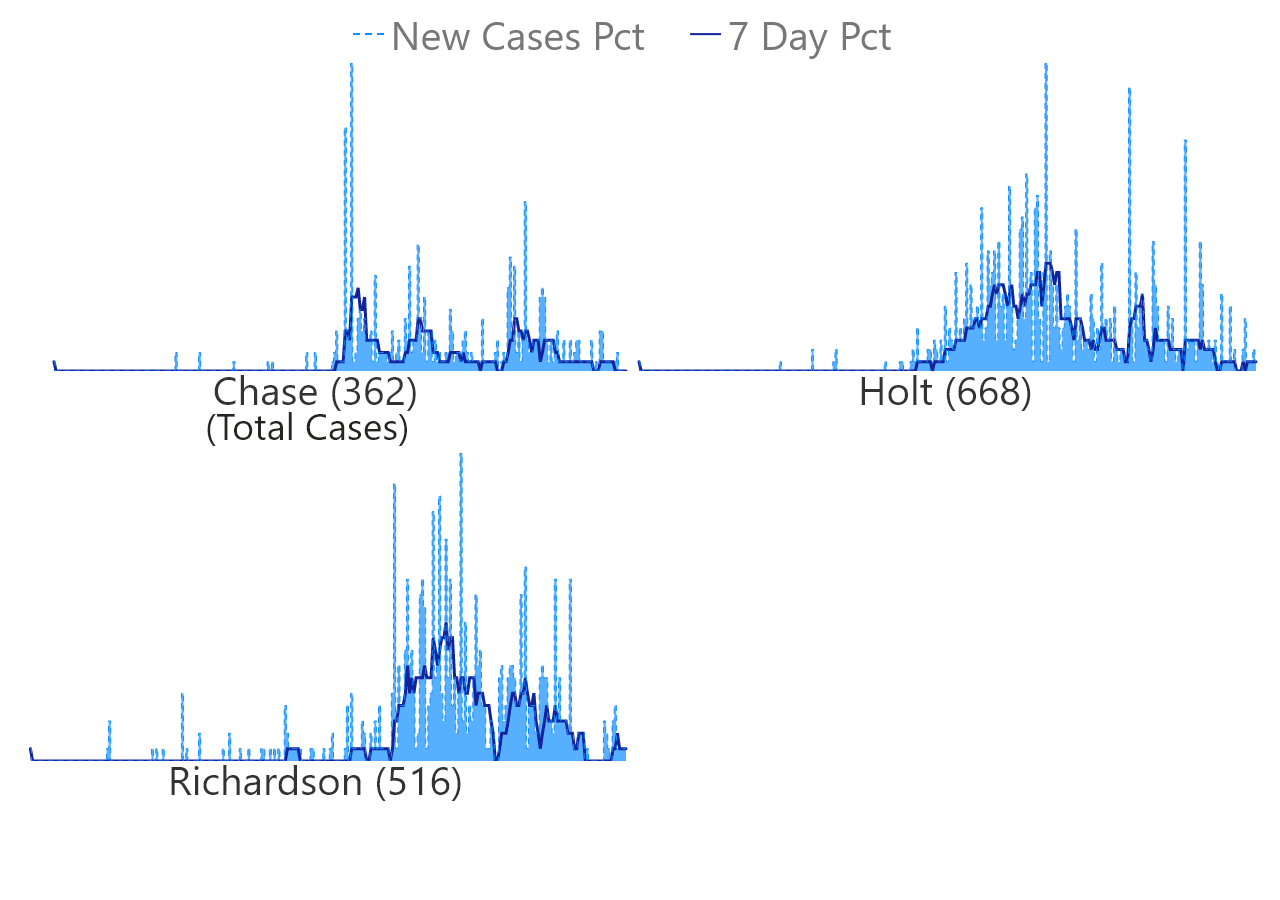 New Cases Pct 7 Day Pct
Chase (362) Holt (668)
(Total Cases)
Richardson (516)